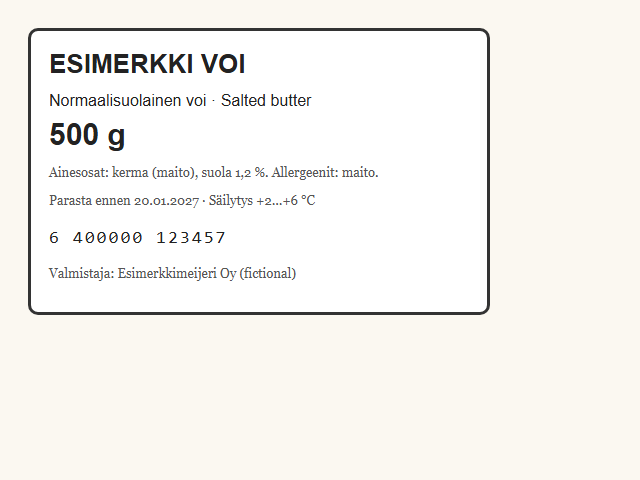 ESIMERKKI VOI
Normaalisuolainen voi · Salted butter
500 g
Ainesosat: kerma (maito), suola 1,2 %. Allergeenit: maito.
Parasta ennen 20.01.2027 · Säilytys +2…+6 °C
6 400000 123457
Valmistaja: Esimerkkimeijeri Oy (fictional)